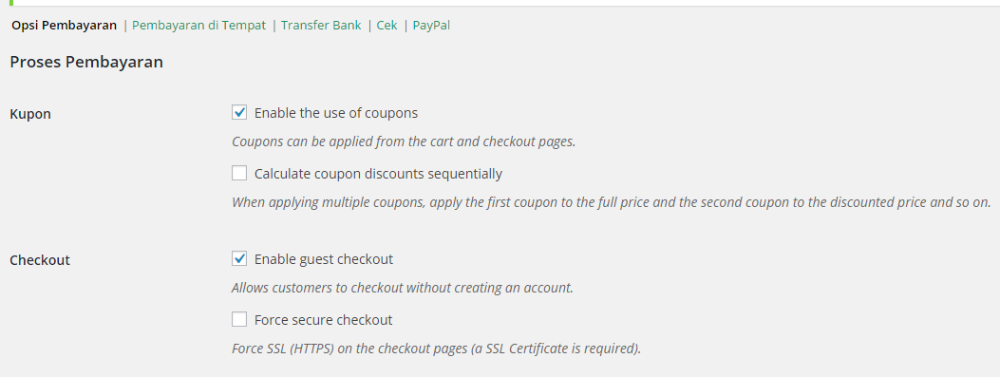 Opsi Pembayaran | Pembayaran di Tempat | Transfer Bank | Cek | PayPal
Proses Pembayaran
Kupon
Enable the use of coupons
Coupons can be applied from the cart and checkout pages.
Calculate coupon discounts sequentially
When applying multiple coupons, apply the first coupon to the full price and the second coupon to the discounted price and so on.
Checkout
Enable guest checkout
Allows customers to checkout without creating an account.
Force secure checkout
Force SSL (HTTPS) on the checkout pages (a SSL Certificate is required).